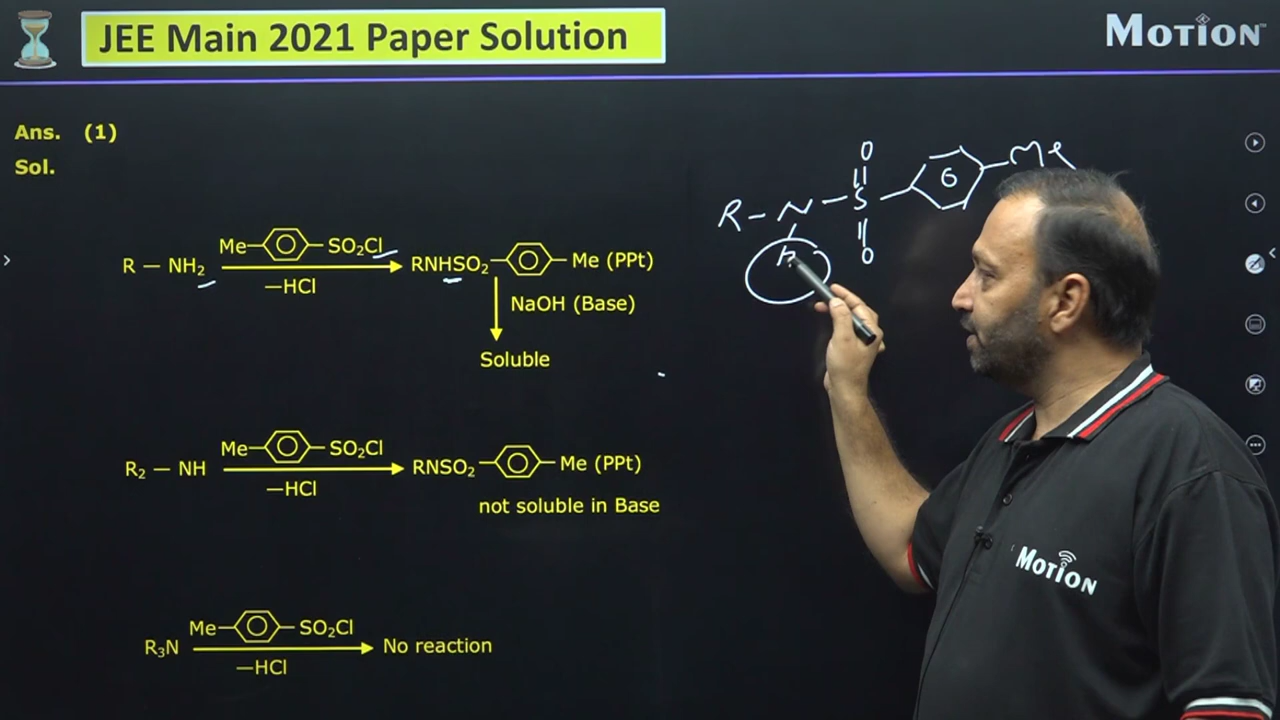 JEE Main 2021 Paper Solution
MOTION™
Ans. (1)
Sol.
R — NH₂
Me
SO₂Cl
—HCl
RNHSO₂
Me (PPt)
NaOH (Base)
Soluble
R₂ — NH
Me
SO₂Cl
—HCl
RNSO₂
Me (PPt)
not soluble in Base
R₃N
Me
SO₂Cl
—HCl
No reaction
O
R - N - S
Me
O
MOTION